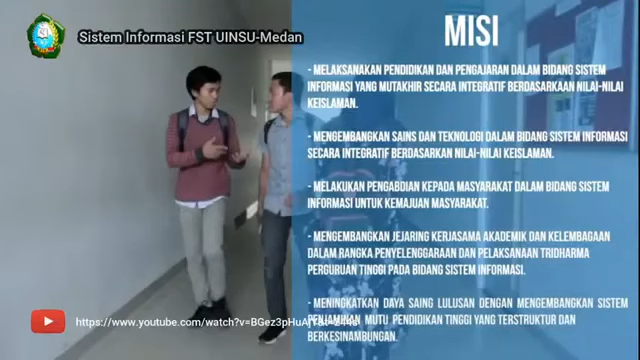 Sistem Informasi FST UINSU-Medan
MISI
- MELAKSANAKAN PENDIDIKAN DAN PENGAJARAN DALAM BIDANG SISTEM
INFORMASI YANG MUTAKHIR SECARA INTEGRATIF BERDASARKAAN NILAI-NILAI
KEISLAMAN.
- MENGEMBANGKAN SAINS DAN TEKNOLOGI DALAM BIDANG SISTEM INFORMASI
SECARA INTEGRATIF BERDASARKAN NILAI-NILAI KEISLAMAN.
- MELAKUKAN PENGABDIAN KEPADA MASYARAKAT DALAM BIDANG SISTEM
INFORMASI UNTUK KEMAJUAN MASYARAKAT.
- MENGEMBANGKAN JEJARING KERJASAMA AKADEMIK DAN KELEMBAGAAN
DALAM RANGKA PENYELENGGARAAN DAN PELAKSANAAN TRIDHARMA
PERGURUAN TINGGI PADA BIDANG SISTEM INFORMASI.
- MENINGKATKAN DAYA SAING LULUSAN DENGAN MENGEMBANGKAN SISTEM
PENJAMINAN MUTU PENDIDIKAN TINGGI YANG TERSTRUKTUR DAN
BERKESINAMBUNGAN.